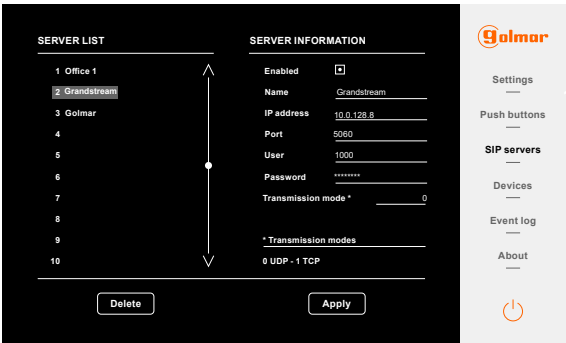 SERVER LIST
1 Office 1
2 Grandstream
3 Golmar
4
5
6
7
8
9
10
Delete
SERVER INFORMATION
Enabled
Name Grandstream
IP address 10.0.128.8
Port 5060
User 1000
Password ********
Transmission mode * 0
* Transmission modes
0 UDP - 1 TCP
Apply
golmar
Settings
Push buttons
SIP servers
Devices
Event log
About